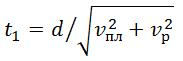 t₁ = d/√(v²пл + v²р)